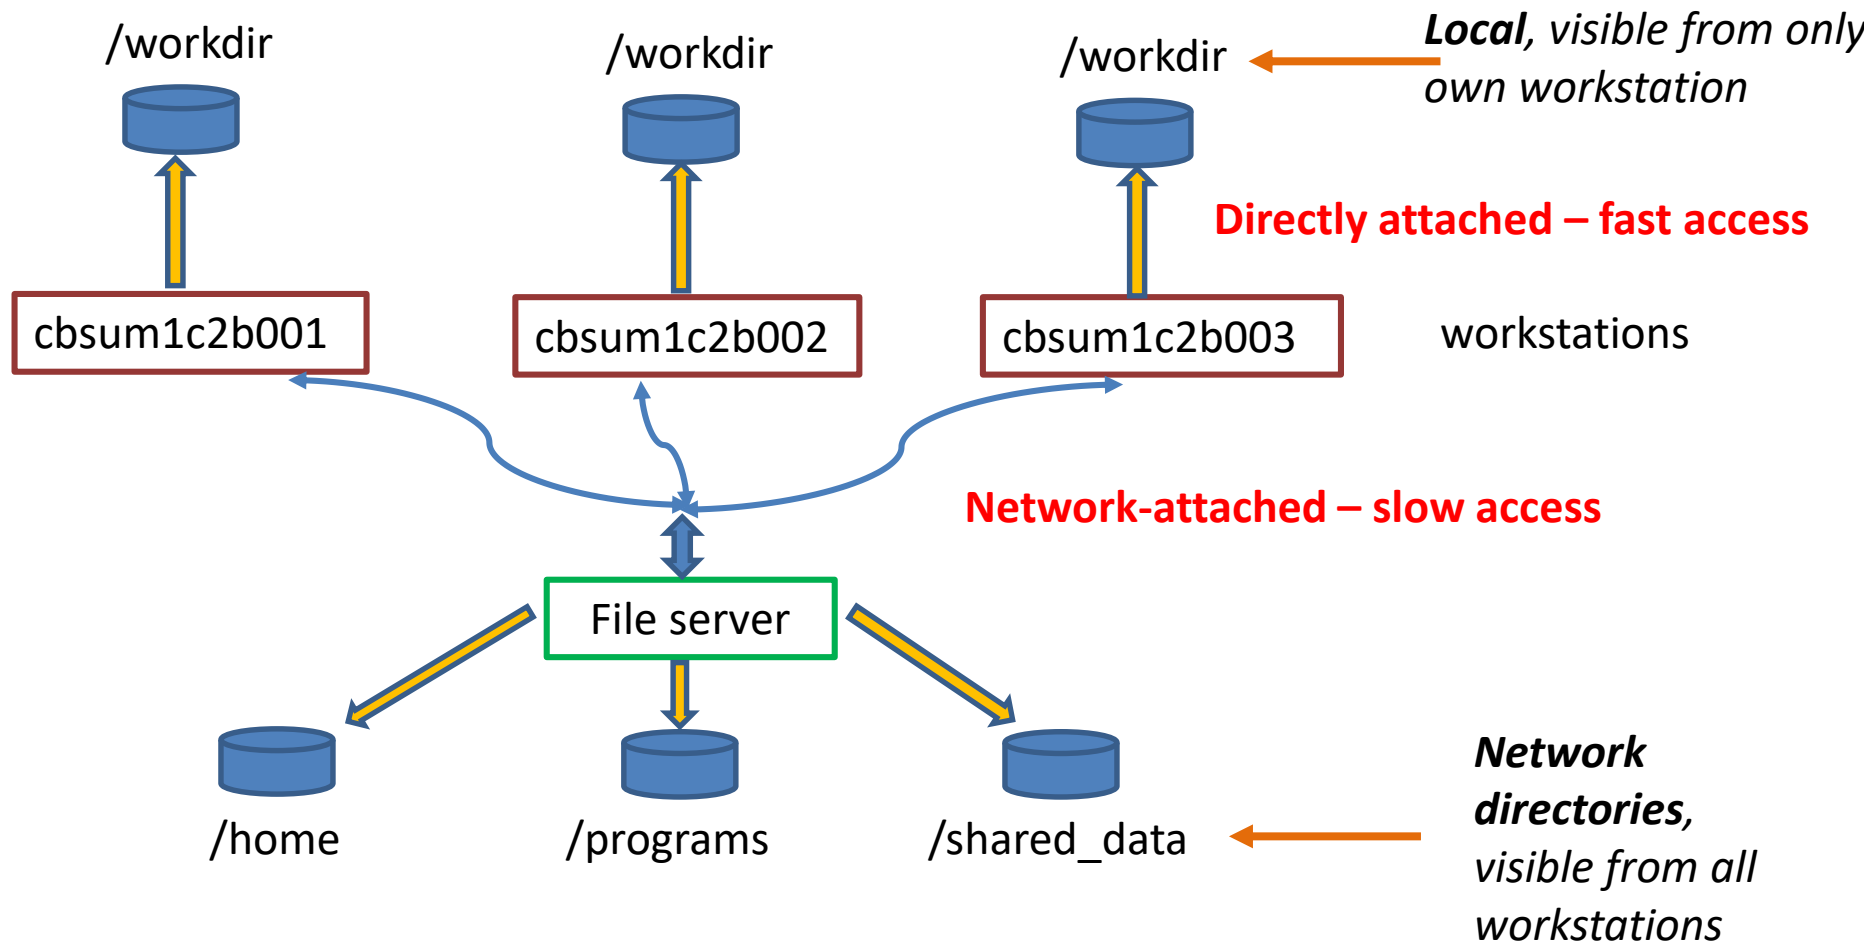 /workdir
/workdir
/workdir
Local, visible from only
own workstation
Directly attached – fast access
cbsum1c2b001
cbsum1c2b002
cbsum1c2b003
workstations
Network-attached – slow access
File server
/home
/programs
/shared_data
Network
directories,
visible from all
workstations